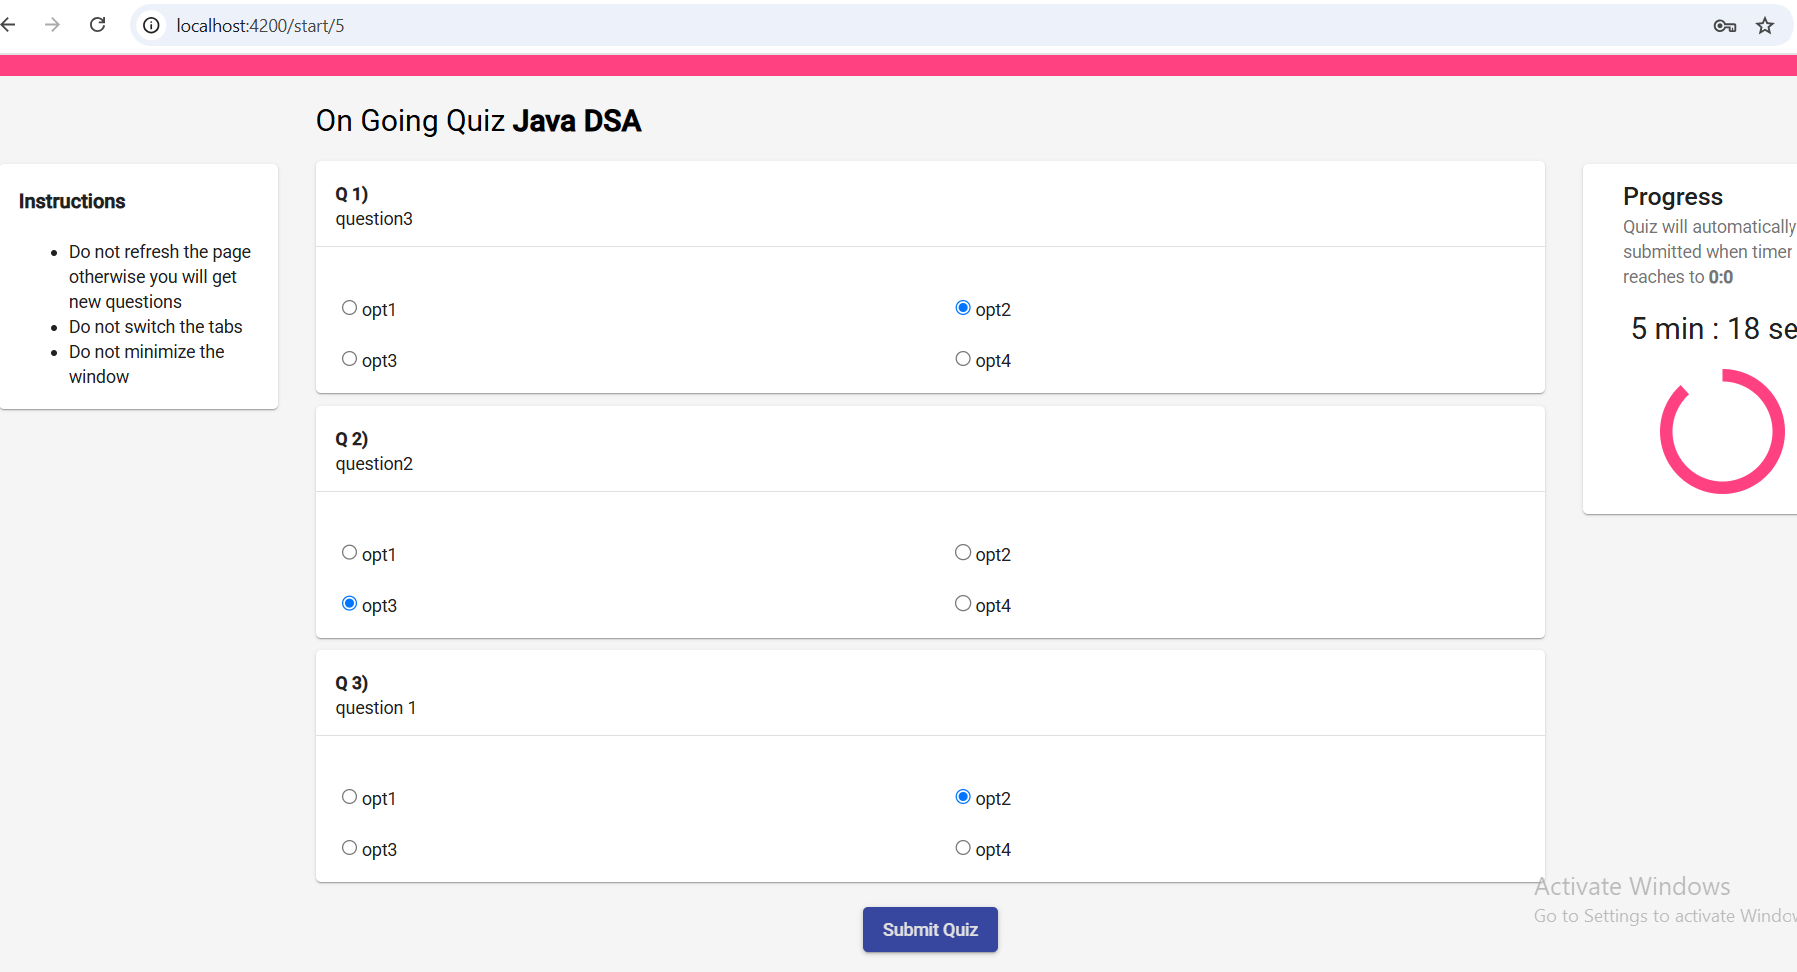 localhost:4200/start/5
On Going Quiz Java DSA
Instructions
Do not refresh the page
otherwise you will get
new questions
Do not switch the tabs
Do not minimize the
window
Q 1)
question3
opt1
opt2
opt3
opt4
Q 2)
question2
opt1
opt2
opt3
opt4
Q 3)
question 1
opt1
opt2
opt3
opt4
Submit Quiz
Progress
Quiz will automatically
submitted when timer
reaches to 0:0
5 min : 18 se
Activate Windows
Go to Settings to activate Windo